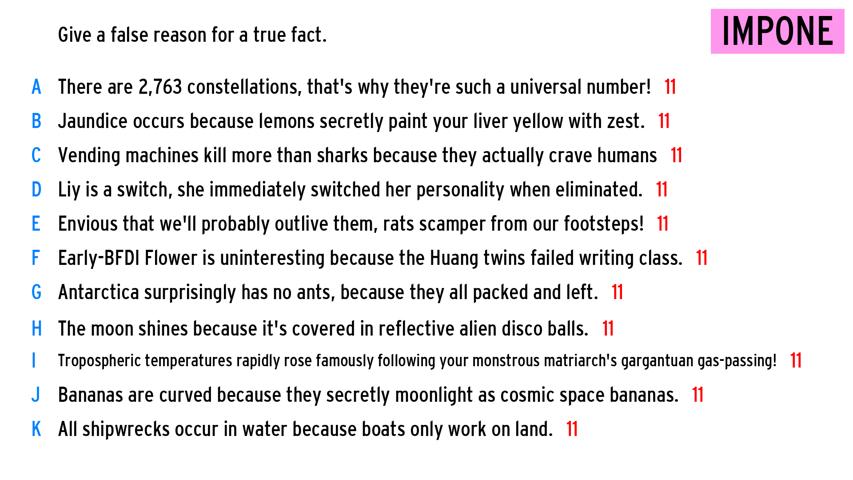 Give a false reason for a true fact.
IMPONE
A There are 2,763 constellations, that's why they're such a universal number! 11
B Jaundice occurs because lemons secretly paint your liver yellow with zest. 11
C Vending machines kill more than sharks because they actually crave humans 11
D Liy is a switch, she immediately switched her personality when eliminated. 11
E Envious that we'll probably outlive them, rats scamper from our footsteps! 11
F Early-BFDI Flower is uninteresting because the Huang twins failed writing class. 11
G Antarctica surprisingly has no ants, because they all packed and left. 11
H The moon shines because it's covered in reflective alien disco balls. 11
I Tropospheric temperatures rapidly rose famously following your monstrous matriarch's gargantuan gas-passing! 11
J Bananas are curved because they secretly moonlight as cosmic space bananas. 11
K All shipwrecks occur in water because boats only work on land. 11